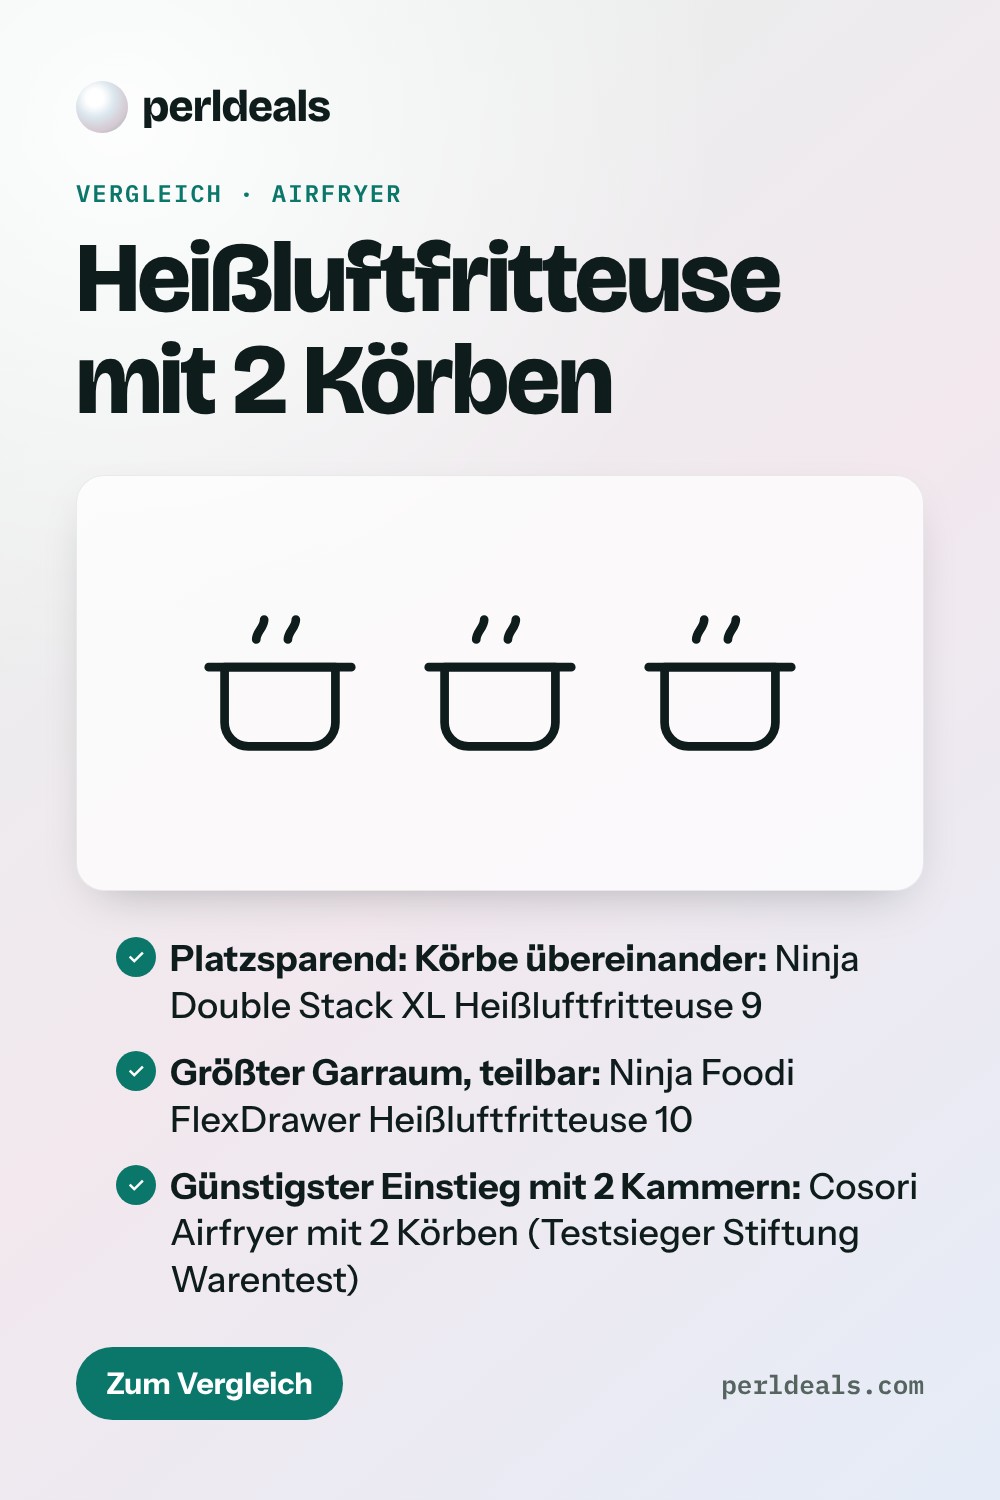 perldeals
VERGLEICH · AIRFRYER
Heißluftfritteuse
mit 2 Körben
Platzsparend: Körbe übereinander: Ninja
Double Stack XL Heißluftfritteuse 9
Größter Garraum, teilbar: Ninja Foodi
FlexDrawer Heißluftfritteuse 10
Günstigster Einstieg mit 2 Kammern: Cosori
Airfryer mit 2 Körben (Testsieger Stiftung
Warentest)
Zum Vergleich
perldeals.com